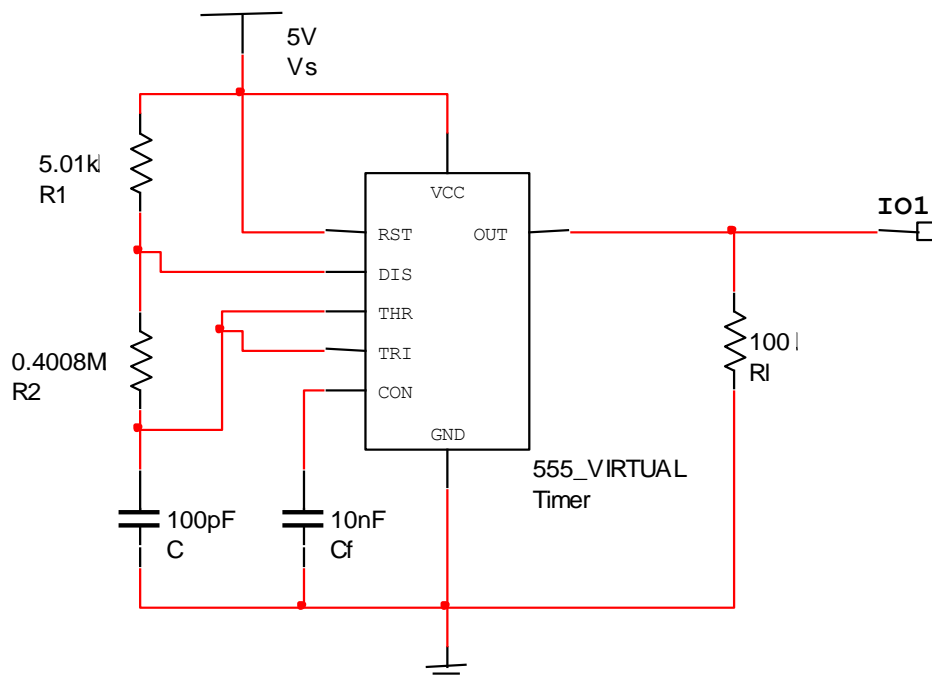 5V
Vs
5.01k
R1
VCC
IO1
RST
OUT
DIS
THR
TRI
0.4008M
R2
CON
100
Rl
GND
555_VIRTUAL
Timer
100pF
C
10nF
Cf